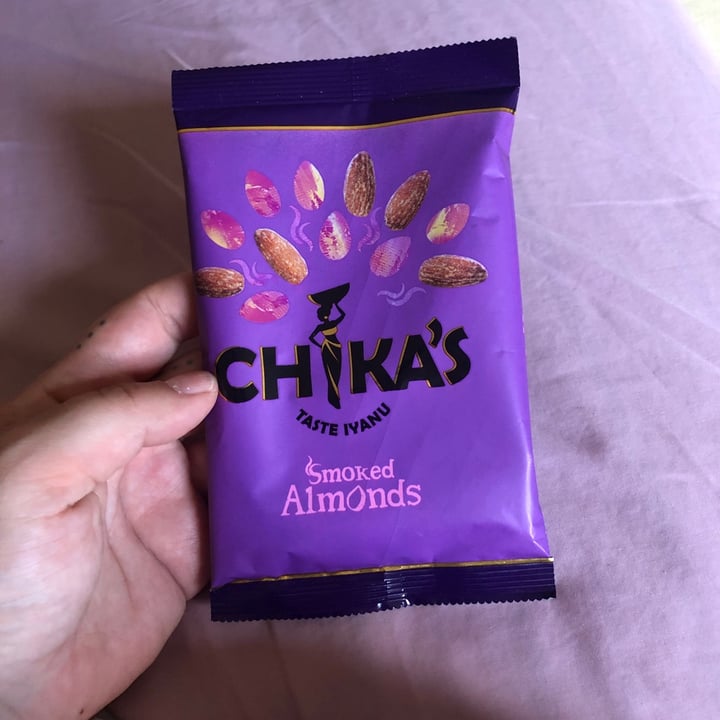 CHIKA'S
TASTE IYANU
Smoked
Almonds